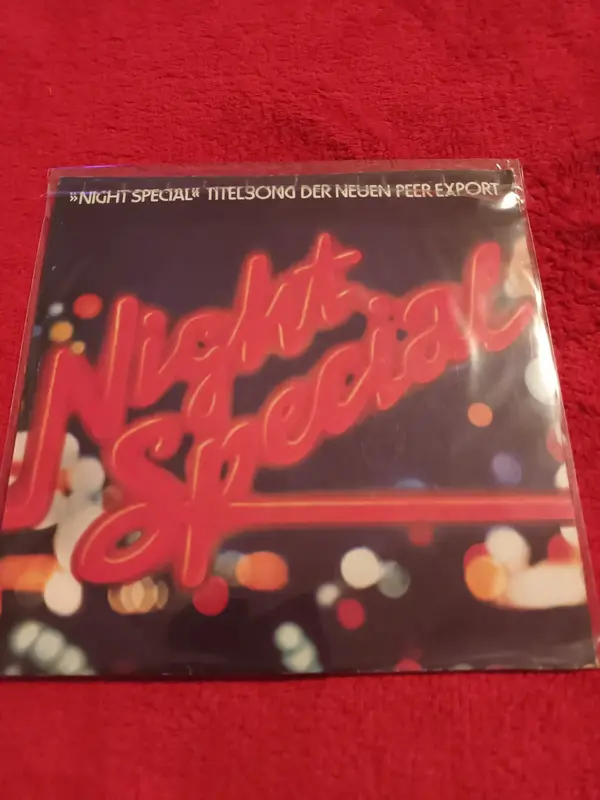 »NIGHT SPECIAL« TITELSONG DER NEUEN PEER EXPORT
Night
Special